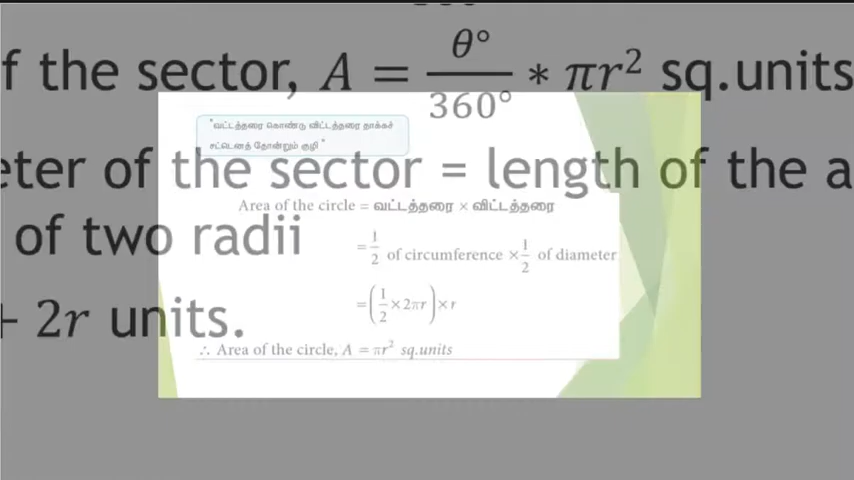 f the sector, A = θ°/360° * πr² sq.units
eter of the sector = length of the a
of two radii
+ 2r units.
"வட்டத்தரை கொண்டு விட்டத்தரை தாக்கச்
சட்டெனத் தோன்றும் குழி"
Area of the circle = வட்டத்தரை × விட்டத்தரை
= 1/2 of circumference × 1/2 of diameter
= (1/2 × 2πr) × r
∴ Area of the circle, A = πr² sq.units